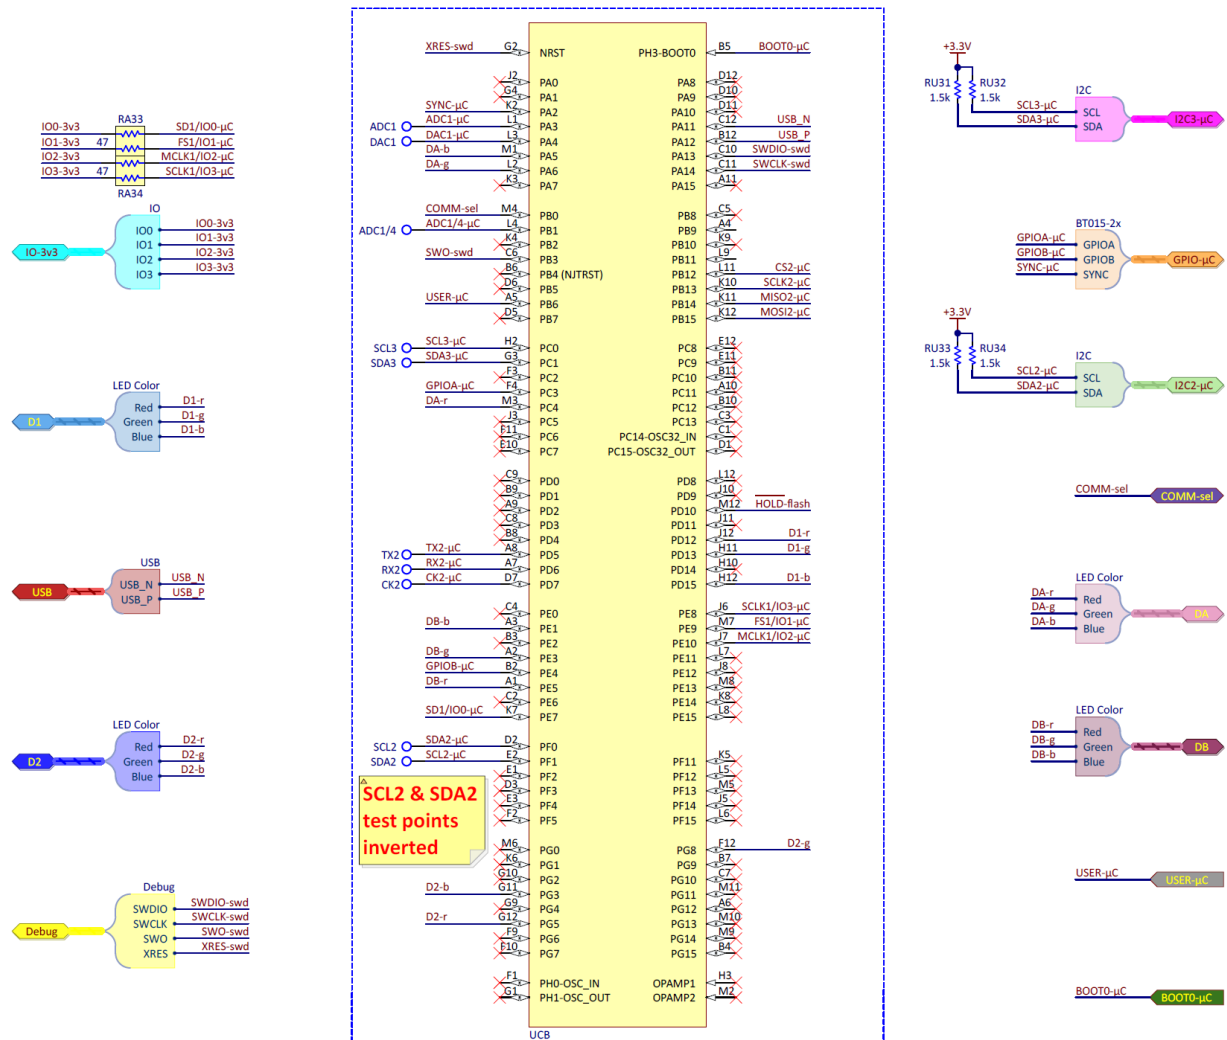 RA33
IO0-3v3 SD1/IO0-µC
IO1-3v3 47 FS1/IO1-µC
IO2-3v3 MCLK1/IO2-µC
IO3-3v3 47 SCLK1/IO3-µC
RA34
IO
IO-3v3
IO0 IO0-3v3
IO1 IO1-3v3
IO2 IO2-3v3
IO3 IO3-3v3
LED Color
D1
Red D1-r
Green D1-g
Blue D1-b
USB
USB
USB_N USB_N
USB_P USB_P
LED Color
D2
Red D2-r
Green D2-g
Blue D2-b
Debug
Debug
SWDIO SWDIO-swd
SWCLK SWCLK-swd
SWO SWO-swd
XRES XRES-swd
XRES-swd G2 NRST
J2 PA0
G4 PA1
SYNC-µC K2 PA2
ADC1 ADC1-µC L1 PA3
DAC1 DAC1-µC L3 PA4
DA-b M1 PA5
DA-g L2 PA6
K3 PA7
COMM-sel M4 PB0
ADC1/4 ADC1/4-µC L4 PB1
K4 PB2
SWO-swd C6 PB3
B6 PB4 (NJTRST)
D6 PB5
USER-µC A5 PB6
D5 PB7
SCL3 SCL3-µC H2 PC0
SDA3 SDA3-µC G3 PC1
F3 PC2
GPIOA-µC F4 PC3
DA-r M3 PC4
J3 PC5
F11 PC6
E10 PC7
C9 PD0
B9 PD1
A9 PD2
C8 PD3
B8 PD4
TX2 TX2-µC A8 PD5
RX2 RX2-µC A7 PD6
CK2 CK2-µC D7 PD7
C4 PE0
DB-b A3 PE1
B3 PE2
DB-g A2 PE3
GPIOB-µC B2 PE4
DB-r A1 PE5
C2 PE6
SD1/IO0-µC K7 PE7
SCL2 SDA2-µC D2 PF0
SDA2 SCL2-µC E2 PF1
E1 PF2
D3 PF3
E3 PF4
F2 PF5
SCL2 & SDA2
test points
inverted
M6 PG0
K6 PG1
G10 PG2
D2-b G11 PG3
G9 PG4
D2-r G12 PG5
F9 PG6
F10 PG7
F1 PH0-OSC_IN
G1 PH1-OSC_OUT
UCB
PH3-BOOT0 B5 BOOT0-µC
PA8 D12
PA9 D10
PA10 D11
PA11 C12 USB_N
PA12 B12 USB_P
PA13 C10 SWDIO-swd
PA14 C11 SWCLK-swd
PA15 A11
PB8 C5
PB9 A4
PB10 K9
PB11 L9
PB12 L11 CS2-µC
PB13 K10 SCLK2-µC
PB14 K11 MISO2-µC
PB15 K12 MOSI2-µC
PC8 E12
PC9 E11
PC10 B11
PC11 A10
PC12 B10
PC13 C3
PC14-OSC32_IN C1
PC15-OSC32_OUT D1
PD8 L12
PD9 J10
PD10 M12 HOLD-flash
PD11 J11
PD12 J12 D1-r
PD13 H11 D1-g
PD14 H10
PD15 H12 D1-b
PE8 J6 SCLK1/IO3-µC
PE9 M7 FS1/IO1-µC
PE10 J7 MCLK1/IO2-µC
PE11 L7
PE12 J8
PE13 M8
PE14 K8
PE15 L8
PF11 K5
PF12 L5
PF13 M5
PF14 J5
PF15 L6
PG8 F12 D2-g
PG9 B7
PG10 C7
PG11 M11
PG12 A6
PG13 M10
PG14 M9
PG15 B4
OPAMP1 H3
OPAMP2 M2
+3.3V
RU31 RU32
1.5k 1.5k
I2C
SCL3-µC SCL
SDA3-µC SDA
I2C3-µC
BT015-2x
GPIOA-µC GPIOA
GPIOB-µC GPIOB
SYNC-µC SYNC
GPIO-µC
+3.3V
RU33 RU34
1.5k 1.5k
I2C
SCL2-µC SCL
SDA2-µC SDA
I2C2-µC
COMM-sel COMM-sel
LED Color
DA-r Red
DA-g Green
DA-b Blue
DA
LED Color
DB-r Red
DB-g Green
DB-b Blue
DB
USER-µC USER-µC
BOOT0-µC BOOT0-µC